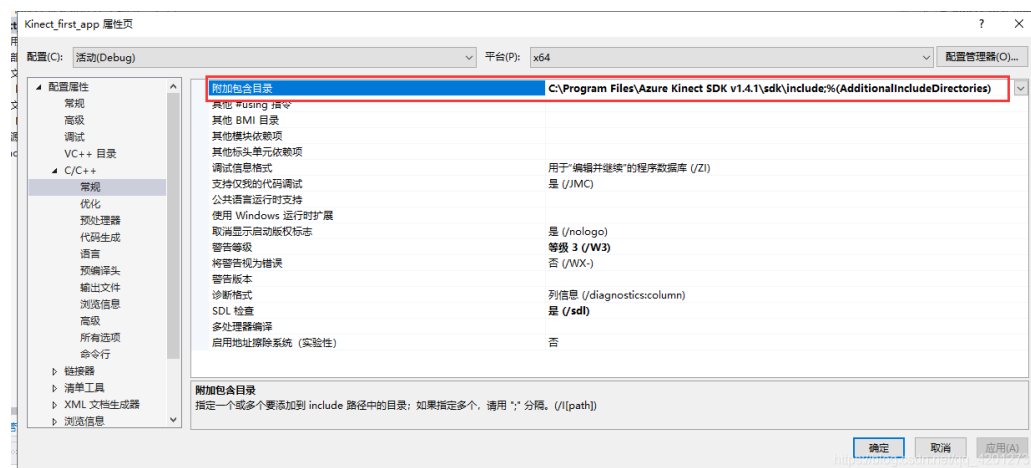 Kinect_first_app 属性页
? ×
配置(C): 活动(Debug) 平台(P): x64 配置管理器(O)...
配置属性
常规
高级
调试
VC++ 目录
C/C++
常规
优化
预处理器
代码生成
语言
预编译头
输出文件
浏览信息
高级
所有选项
命令行
链接器
清单工具
XML 文档生成器
浏览信息
附加包含目录 C:\Program Files\Azure Kinect SDK v1.4.1\sdk\include;%(AdditionalIncludeDirectories)
其他 #using 指令
其他 BMI 目录
其他模块依赖项
其他标头单元依赖项
调试信息格式 用于“编辑并继续”的程序数据库 (/ZI)
支持仅我的代码调试 是 (/JMC)
公共语言运行时支持
使用 Windows 运行时扩展
取消显示启动版权标志 是 (/nologo)
警告等级 等级 3 (/W3)
将警告视为错误 否 (/WX-)
警告版本
诊断格式 列信息 (/diagnostics:column)
SDL 检查 是 (/sdl)
多处理器编译
启用地址擦除系统（实验性） 否
附加包含目录
指定一个或多个要添加到 include 路径中的目录；如果指定多个，请用 ";" 分隔。(/I[path])
确定 取消 应用(A)